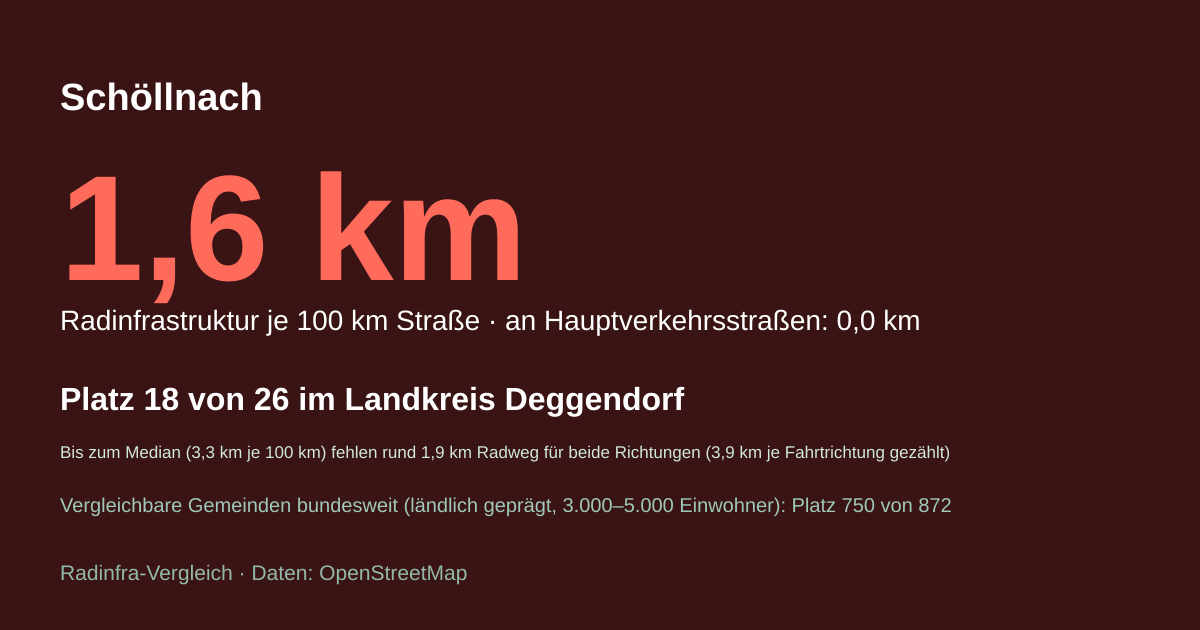 Schöllnach
1,6 km
Radinfrastruktur je 100 km Straße · an Hauptverkehrsstraßen: 0,0 km
Platz 18 von 26 im Landkreis Deggendorf
Bis zum Median (3,3 km je 100 km) fehlen rund 1,9 km Radweg für beide Richtungen (3,9 km je Fahrtrichtung gezählt)
Vergleichbare Gemeinden bundesweit (ländlich geprägt, 3.000–5.000 Einwohner): Platz 750 von 872
Radinfra-Vergleich · Daten: OpenStreetMap